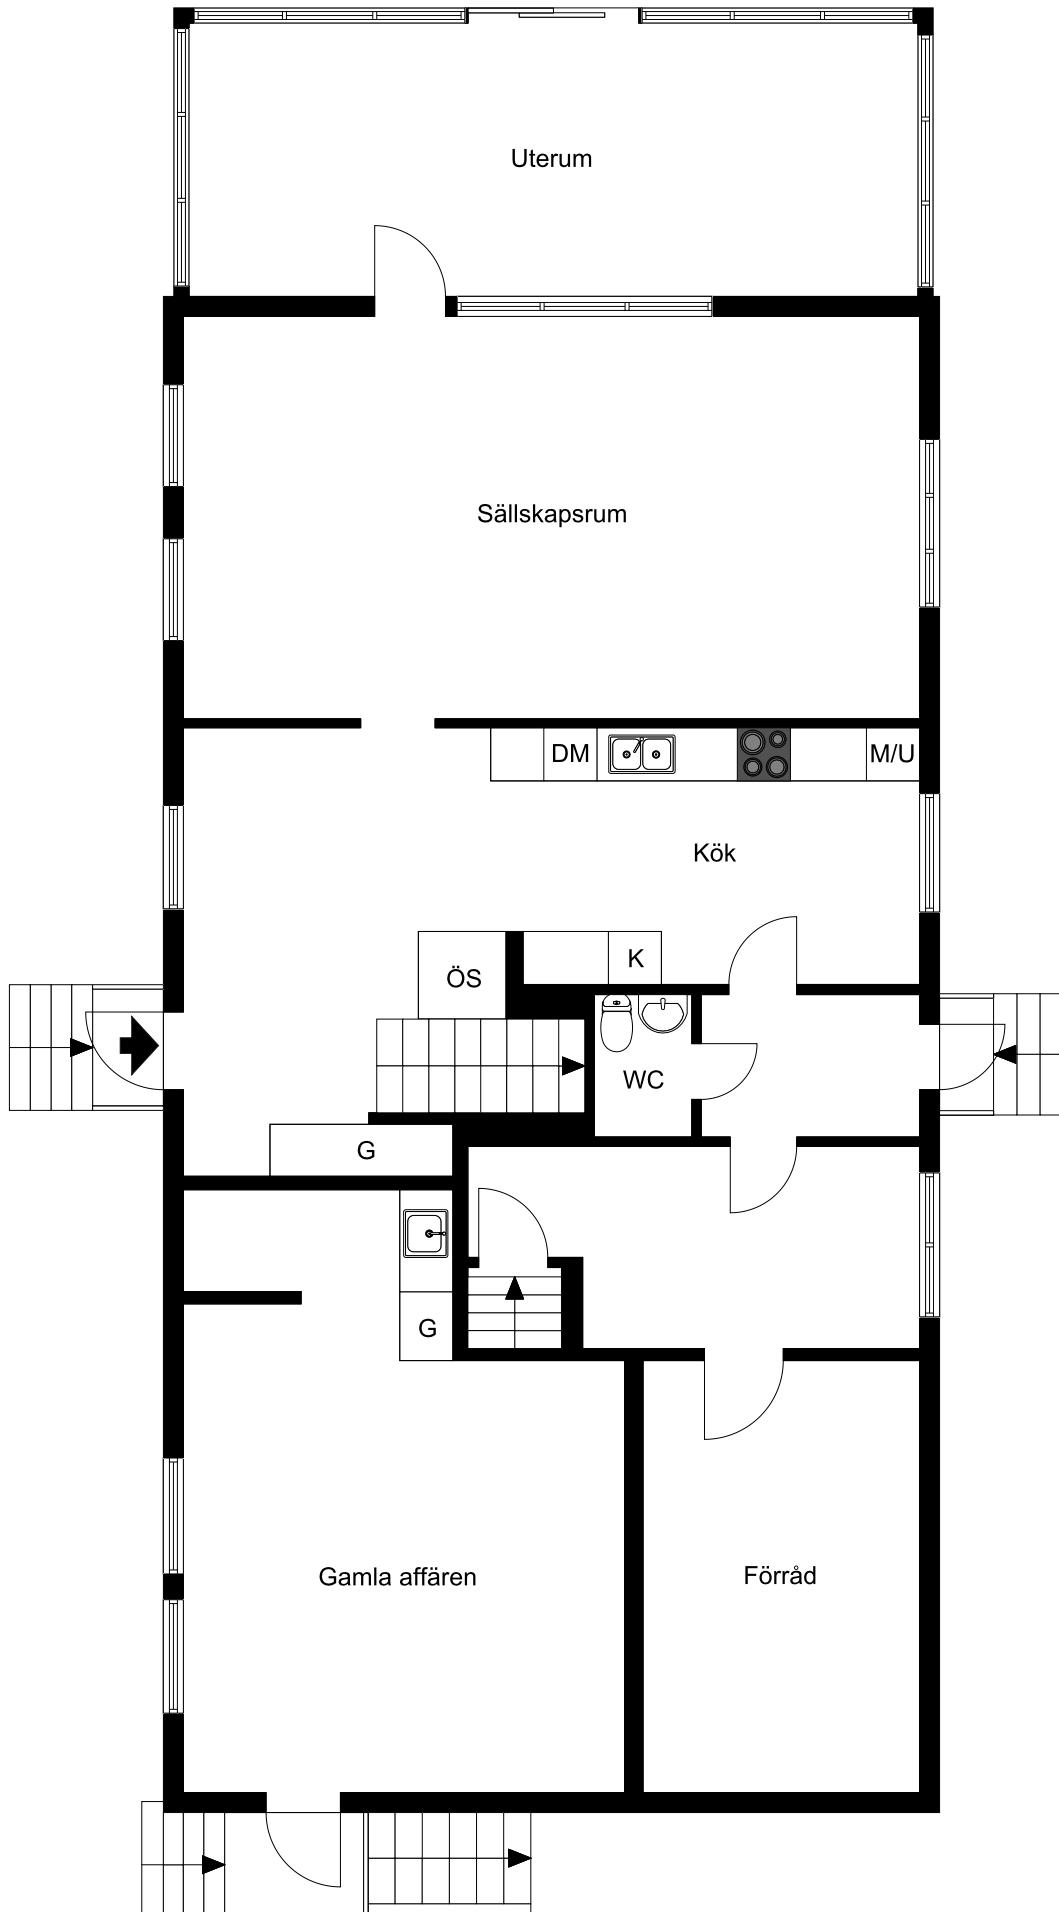 Uterum
Sällskapsrum
DM
M/U
Kök
ÖS
K
WC
G
G
Gamla affären
Förråd